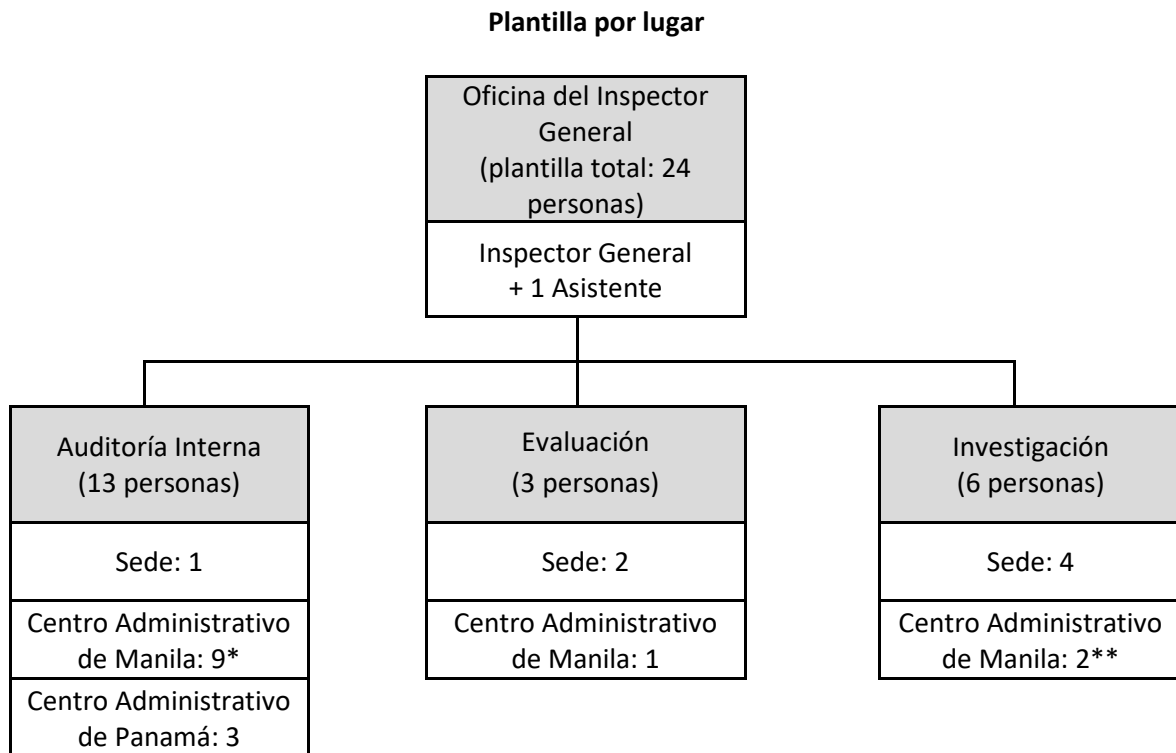 Plantilla por lugar
Oficina del Inspector
General
(plantilla total: 24
personas)
Inspector General
+ 1 Asistente
Auditoría Interna
(13 personas)
Sede: 1
Centro Administrativo
de Manila: 9*
Centro Administrativo
de Panamá: 3
Evaluación
(3 personas)
Sede: 2
Centro Administrativo
de Manila: 1
Investigación
(6 personas)
Sede: 4
Centro Administrativo
de Manila: 2**